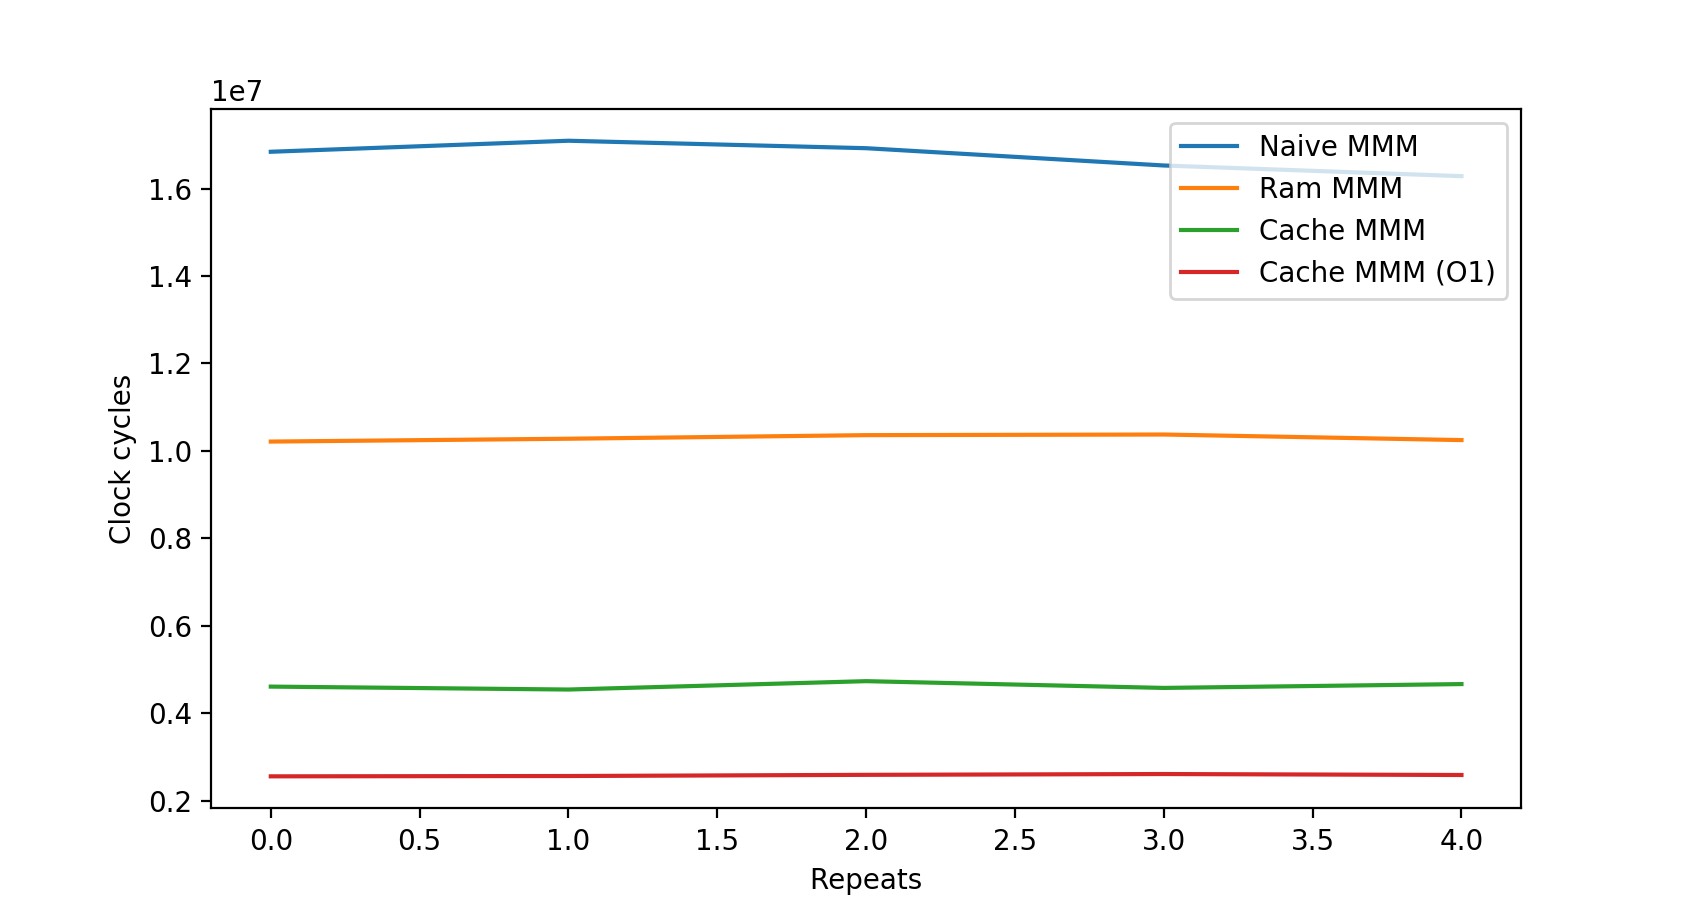 1e7
Naive MMM
Ram MMM
Cache MMM
Cache MMM (O1)
1.6
1.4
1.2
1.0
0.8
0.6
0.4
0.2
Clock cycles
0.0 0.5 1.0 1.5 2.0 2.5 3.0 3.5 4.0
Repeats